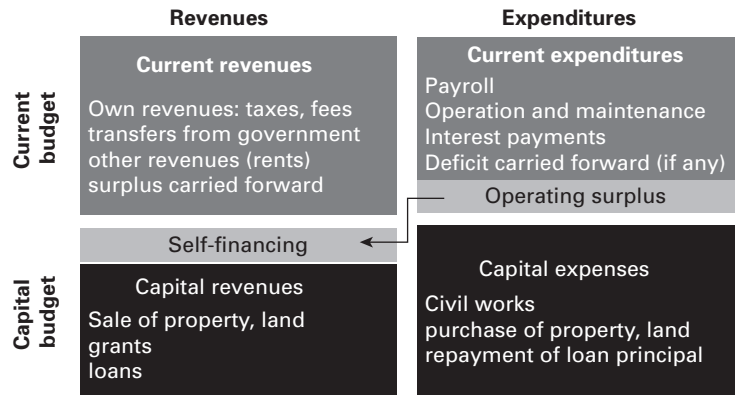 Revenues
Expenditures
Current budget
Current revenues
Own revenues: taxes, fees
transfers from government
other revenues (rents)
surplus carried forward
Current expenditures
Payroll
Operation and maintenance
Interest payments
Deficit carried forward (if any)
Operating surplus
Capital budget
Self-financing
Capital revenues
Sale of property, land
grants
loans
Capital expenses
Civil works
purchase of property, land
repayment of loan principal